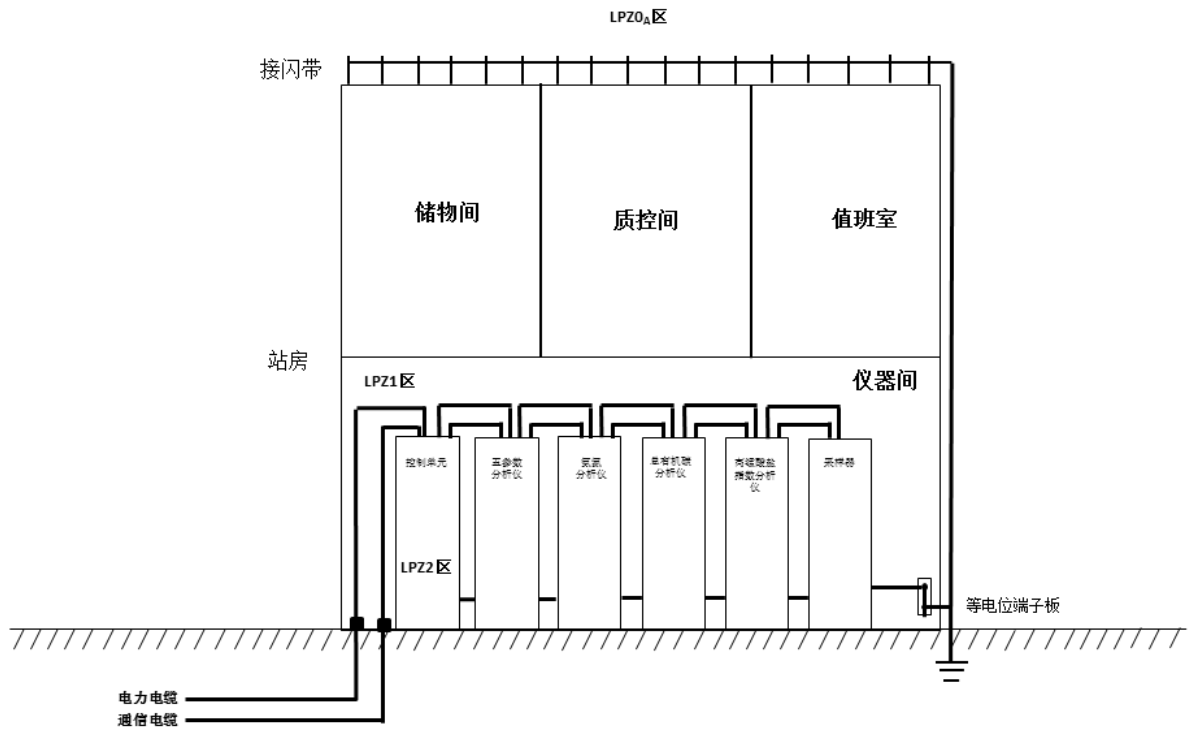 LPZ0A区
接闪带
储物间
质控间
值班室
站房
LPZ1区
仪器间
控制单元
五参数
分析仪
氨氮
分析仪
总有机碳
分析仪
高锰酸盐
指数分析
仪
采样器
LPZ2区
等电位端子板
电力电缆
通信电缆